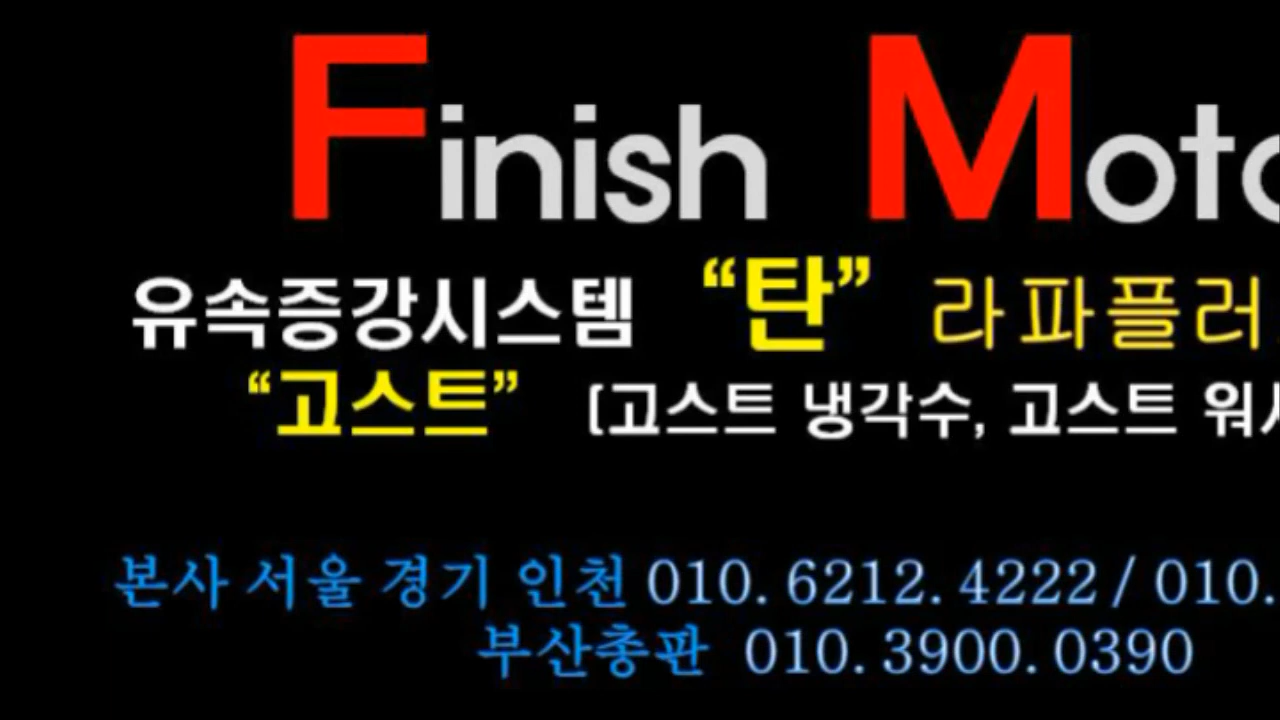 Finish Moto
유속증강시스템 “탄” 라파플러
“고스트” (고스트 냉각수, 고스트 워
본사 서울 경기 인천 010. 6212. 4222 / 010.
부산총판 010. 3900. 0390